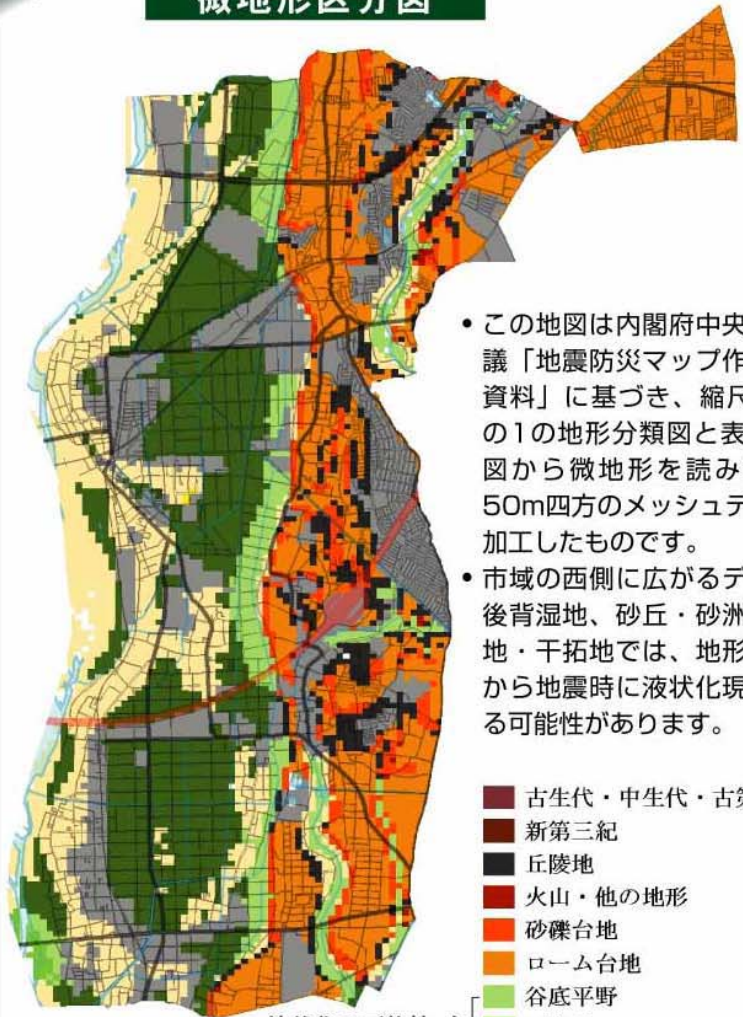 微地形区分図
• この地図は内閣府中央
議「地震防災マップ作
資料」に基づき、縮尺
の1の地形分類図と表
図から微地形を読み
50m四方のメッシュデ
加工したものです。
• 市域の西側に広がるデ
後背湿地、砂丘・砂洲
地・干拓地では、地形
から地震時に液状化現
る可能性があります。
古生代・中生代・古第
新第三紀
丘陵地
火山・他の地形
砂礫台地
ローム台地
谷底平野